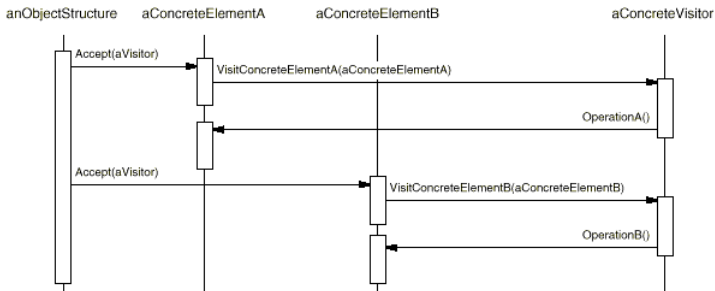 anObjectStructure aConcreteElementA aConcreteElementB aConcreteVisitor
Accept(aVisitor)
VisitConcreteElementA(aConcreteElementA)
OperationA()
Accept(aVisitor)
VisitConcreteElementB(aConcreteElementB)
OperationB()